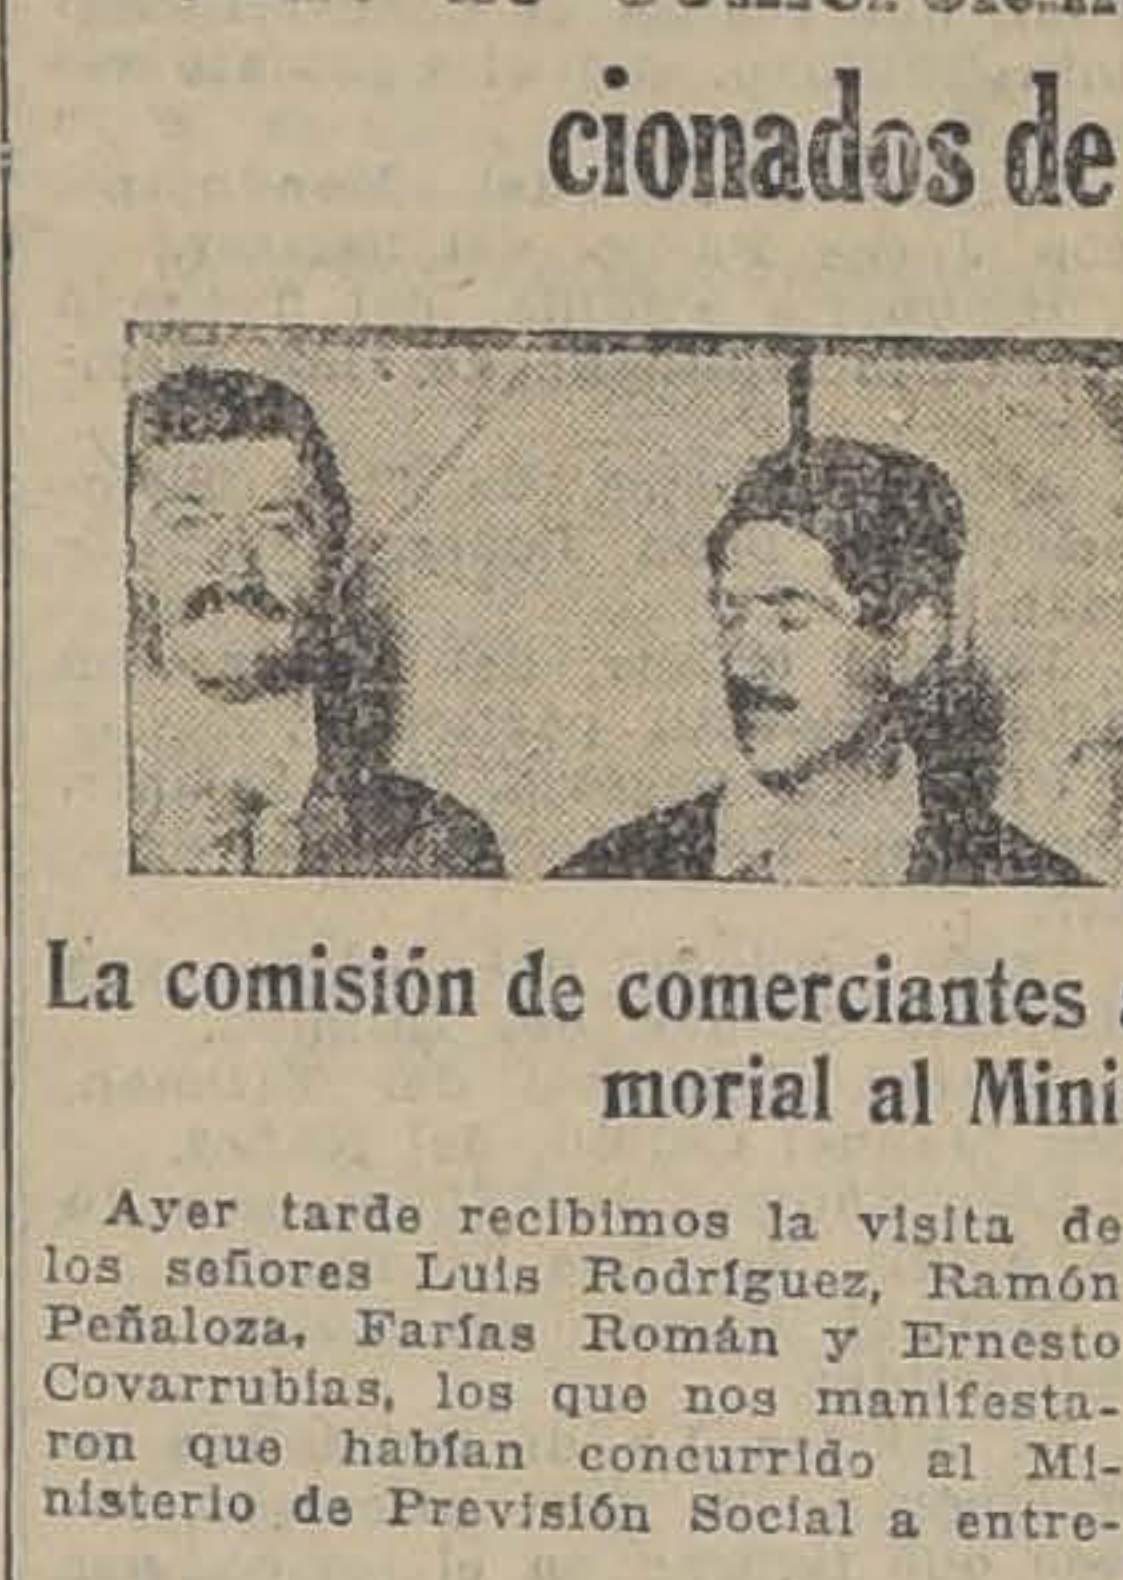 cionados de
La comisión de comerciantes
morial al Mini
Ayer tarde recibimos la visita de
los señores Luis Rodríguez, Ramón
Peñaloza, Farías Román y Ernesto
Covarrubias, los que nos manifesta-
ron que habían concurrido al Mi-
nisterio de Previsión Social a entre-